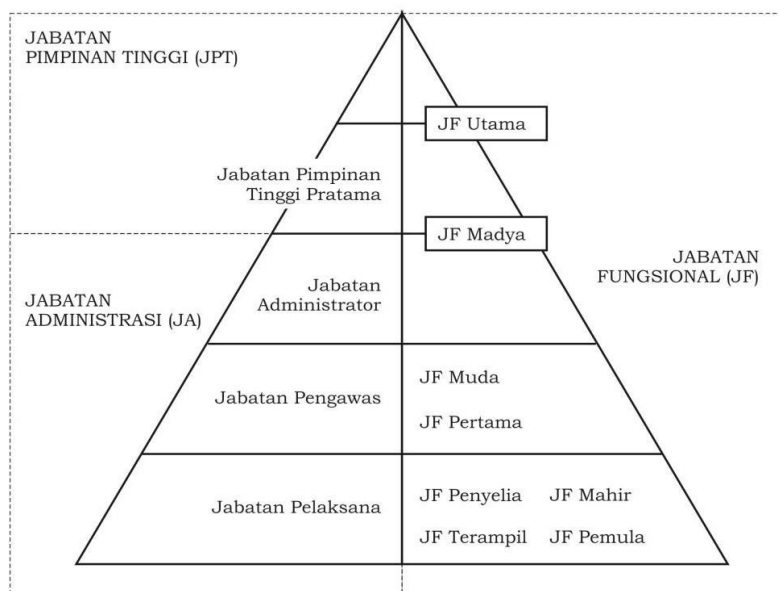 JABATAN
PIMPINAN TINGGI (JPT)
JF Utama
Jabatan Pimpinan
Tinggi Pratama
JF Madya
JABATAN
FUNGSIONAL (JF)
JABATAN
ADMINISTRASI (JA)
Jabatan
Administrator
Jabatan Pengawas
JF Muda
JF Pertama
Jabatan Pelaksana
JF Penyelia JF Mahir
JF Terampil JF Pemula